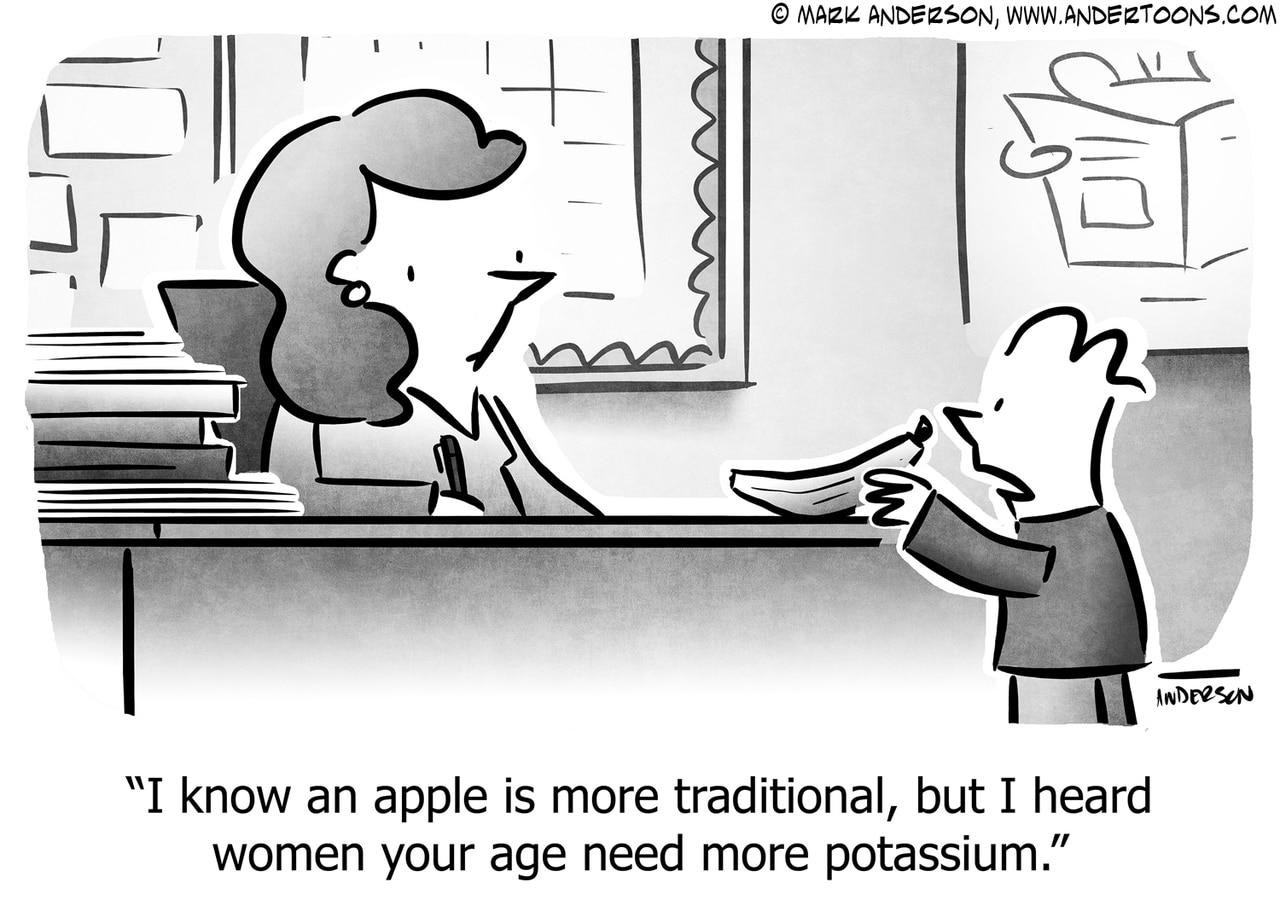 © MARK ANDERSON, WWW.ANDERTOONS.COM
ANDERSON
“I know an apple is more traditional, but I heard
women your age need more potassium.”